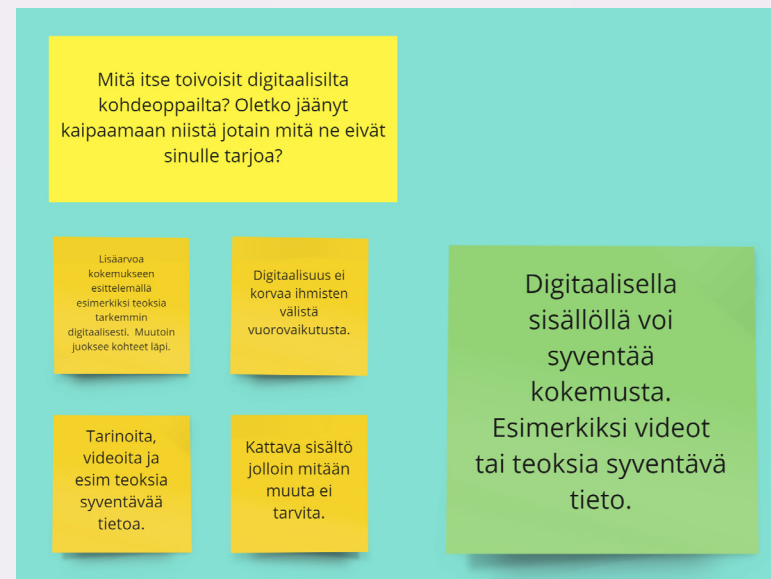 Mitä itse toivoisit digitaalisilta
kohdeoppailta? Oletko jäänyt
kaipaamaan niistä jotain mitä ne eivät
sinulle tarjoa?
Lisäarvoa
kokemukseen
esittelemällä
esimerkiksi teoksia
tarkemmin
digitaalisesti. Muutoin
juoksee kohteet läpi.
Digitaalisuus ei
korvaa ihmisten
välistä
vuorovaikutusta.
Tarinoita,
videoita ja
esim teoksia
syventävää
tietoa.
Kattava sisältö
jolloin mitään
muuta ei
tarvita.
Digitaalisella
sisällöllä voi
syventää
kokemusta.
Esimerkiksi videot
tai teoksia syventävä
tieto.